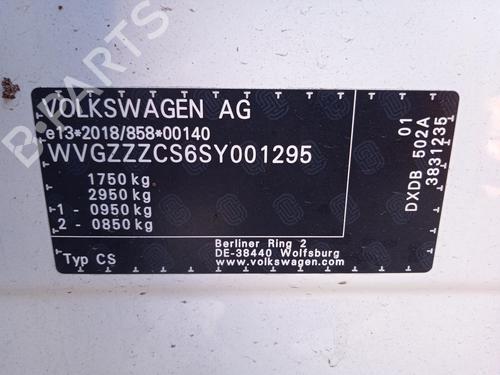 B-PARTS
VOLKSWAGEN AG
e13*2018/858*00140
WVGZZZCS6SY001295
1750 kg
2950 kg
1 - 0950 kg
2 - 0850 kg
Typ CS
Berliner Ring 2
DE-38440 Wolfsburg
www.volkswagen.com
01
DXDB 502A
3831235